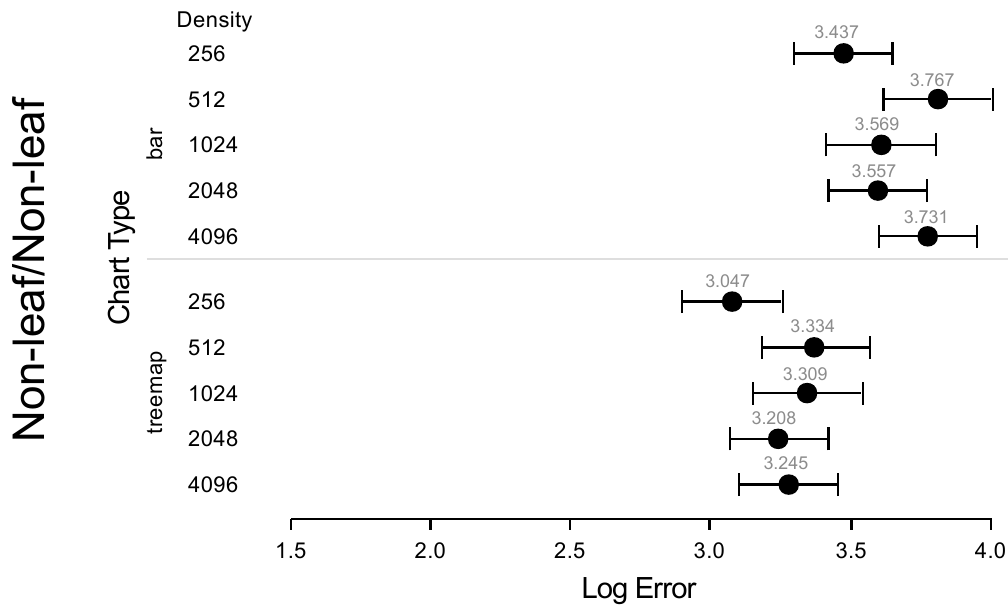 Non-leaf/Non-leaf
Chart Type
Density
bar
256
3.437
512
3.767
1024
3.569
2048
3.557
4096
3.731
treemap
256
3.047
512
3.334
1024
3.309
2048
3.208
4096
3.245
1.5 2.0 2.5 3.0 3.5 4.0
Log Error